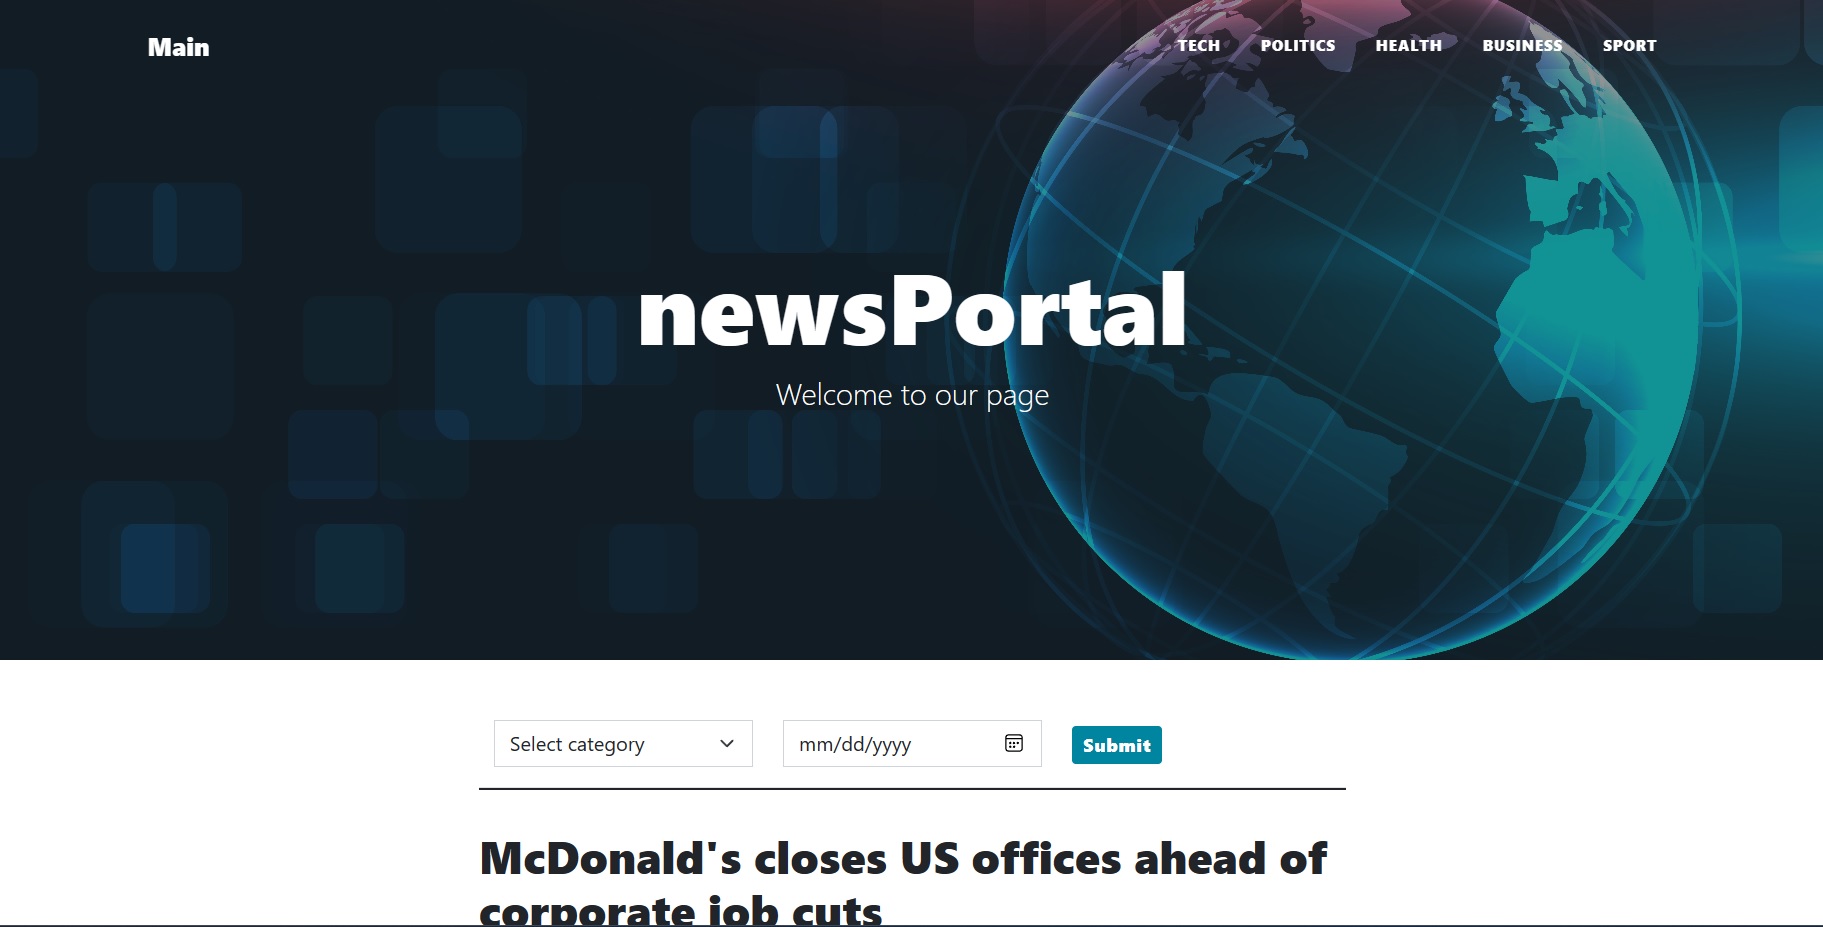 Main
TECH POLITICS HEALTH BUSINESS SPORT
newsPortal
Welcome to our page
Select category
mm/dd/yyyy
Submit
McDonald's closes US offices ahead of
corporate job cuts